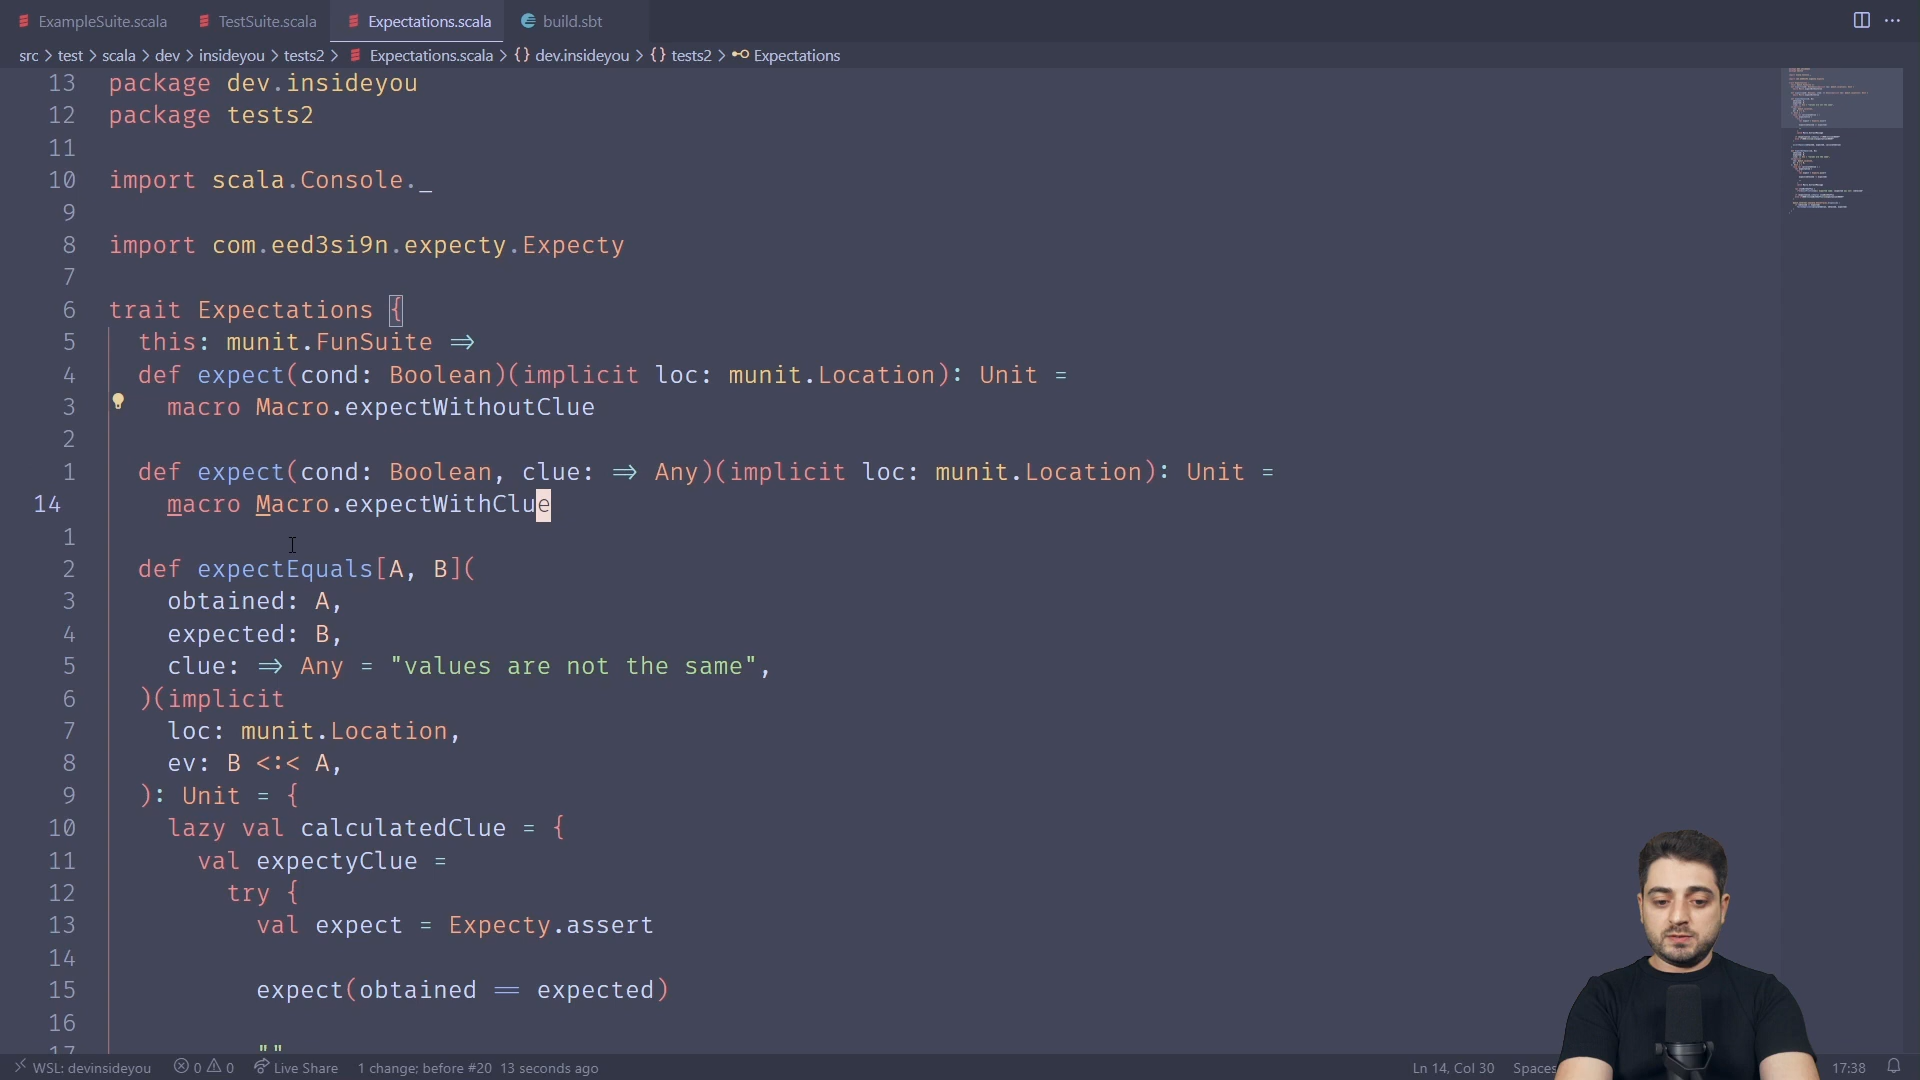 ExampleSuite.scala TestSuite.scala Expectations.scala build.sbt
src > test > scala > dev > insideyou > tests2 > Expectations.scala > {} dev.insideyou > {} tests2 > Expectations
13 package dev.insideyou
12 package tests2
11
10 import scala.Console._
9
8 import com.eed3si9n.expecty.Expecty
7
6 trait Expectations {
5 this: munit.FunSuite =>
4 def expect(cond: Boolean)(implicit loc: munit.Location): Unit =
3 macro Macro.expectWithoutClue
2
1 def expect(cond: Boolean, clue: => Any)(implicit loc: munit.Location): Unit =
14 macro Macro.expectWithClue
1
2 def expectEquals[A, B](
3 obtained: A,
4 expected: B,
5 clue: => Any = "values are not the same",
6 )(implicit
7 loc: munit.Location,
8 ev: B <:< A,
9 ): Unit = {
10 lazy val calculatedClue = {
11 val expectyClue =
12 try {
13 val expect = Expecty.assert
14
15 expect(obtained == expected)
16
17 ""
WSL: devinsideyou 0 0 Live Share 1 change; before #20 13 seconds ago Ln 14, Col 30 Spaces 17:38